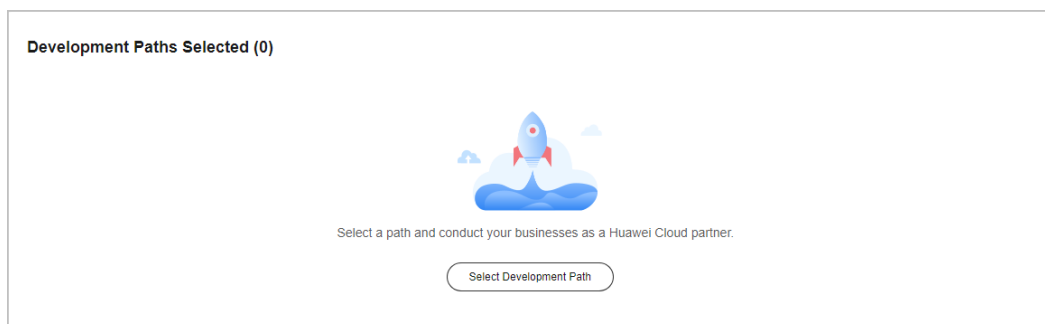 Development Paths Selected (0)
Select a path and conduct your businesses as a Huawei Cloud partner.
Select Development Path